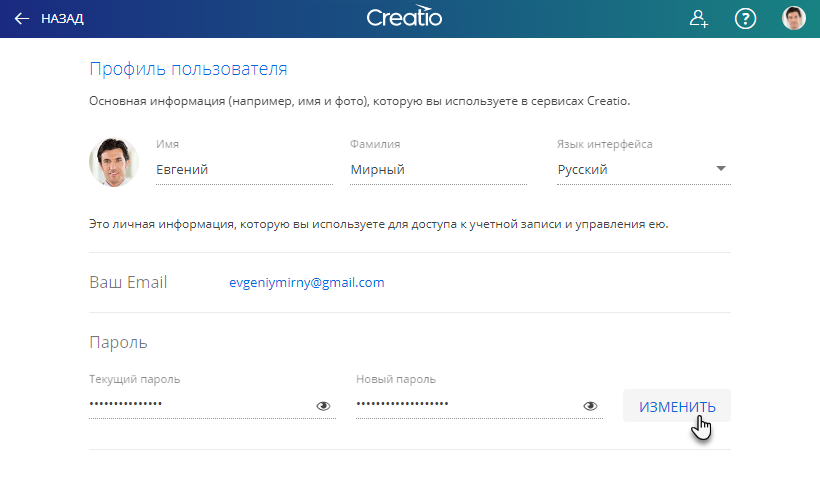 НАЗАД
Creatio
?
Профиль пользователя
Основная информация (например, имя и фото), которую вы используете в сервисах Creatio.
Имя
Фамилия
Язык интерфейса
Евгений
Мирный
Русский
Это личная информация, которую вы используете для доступа к учетной записи и управления ею.
Ваш Email
evgeniymirny@gmail.com
Пароль
Текущий пароль
Новый пароль
•••••••••••••••
•••••••••••••••••••
ИЗМЕНИТЬ